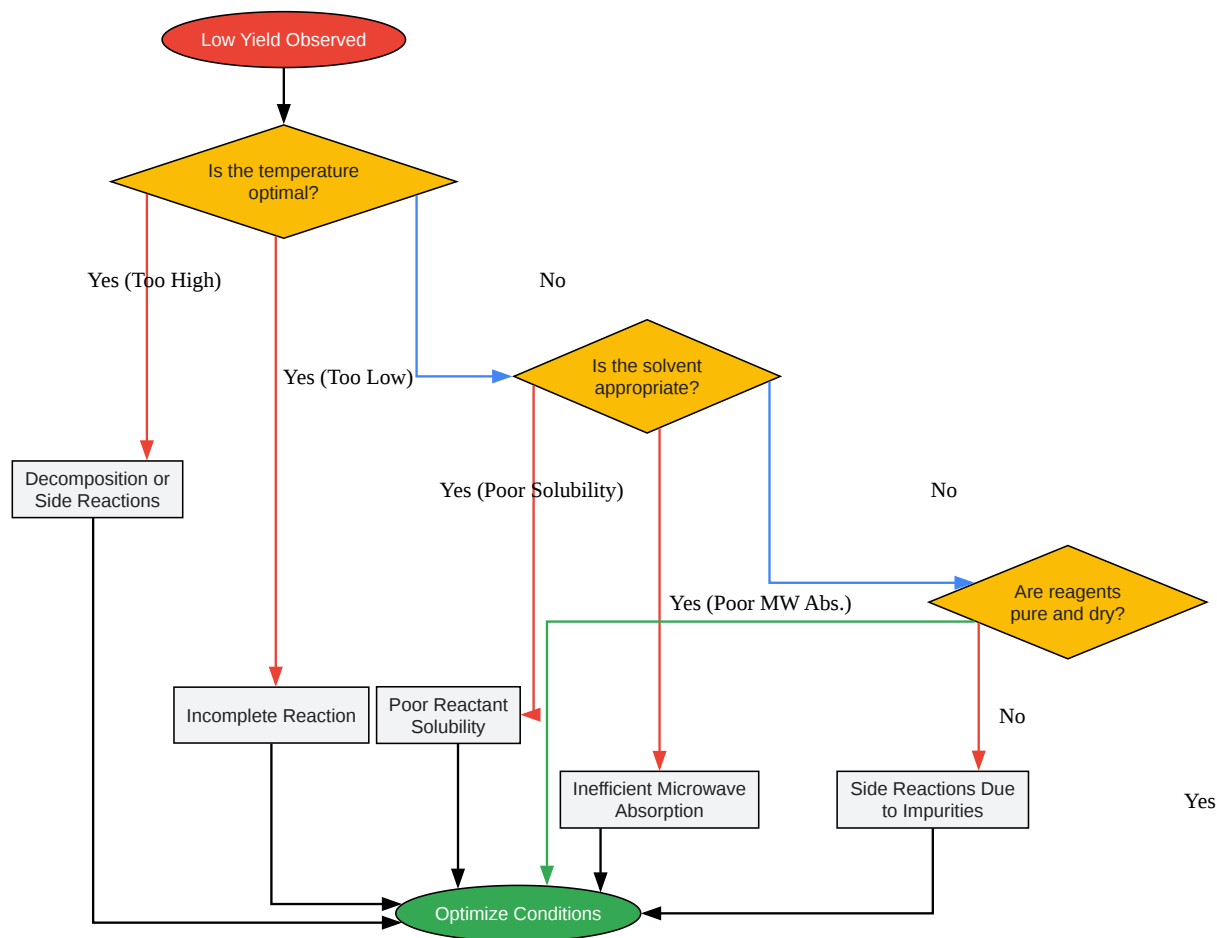 Low Yield Observed
Is the temperature
optimal?
Yes (Too High)
No
Yes (Too Low)
Is the solvent
appropriate?
Decomposition or
Side Reactions
Yes (Poor Solubility)
No
Yes (Poor MW Abs.)
Are reagents
pure and dry?
Incomplete Reaction
Poor Reactant
Solubility
No
Inefficient Microwave
Absorption
Side Reactions Due
to Impurities
Yes
Optimize Conditions